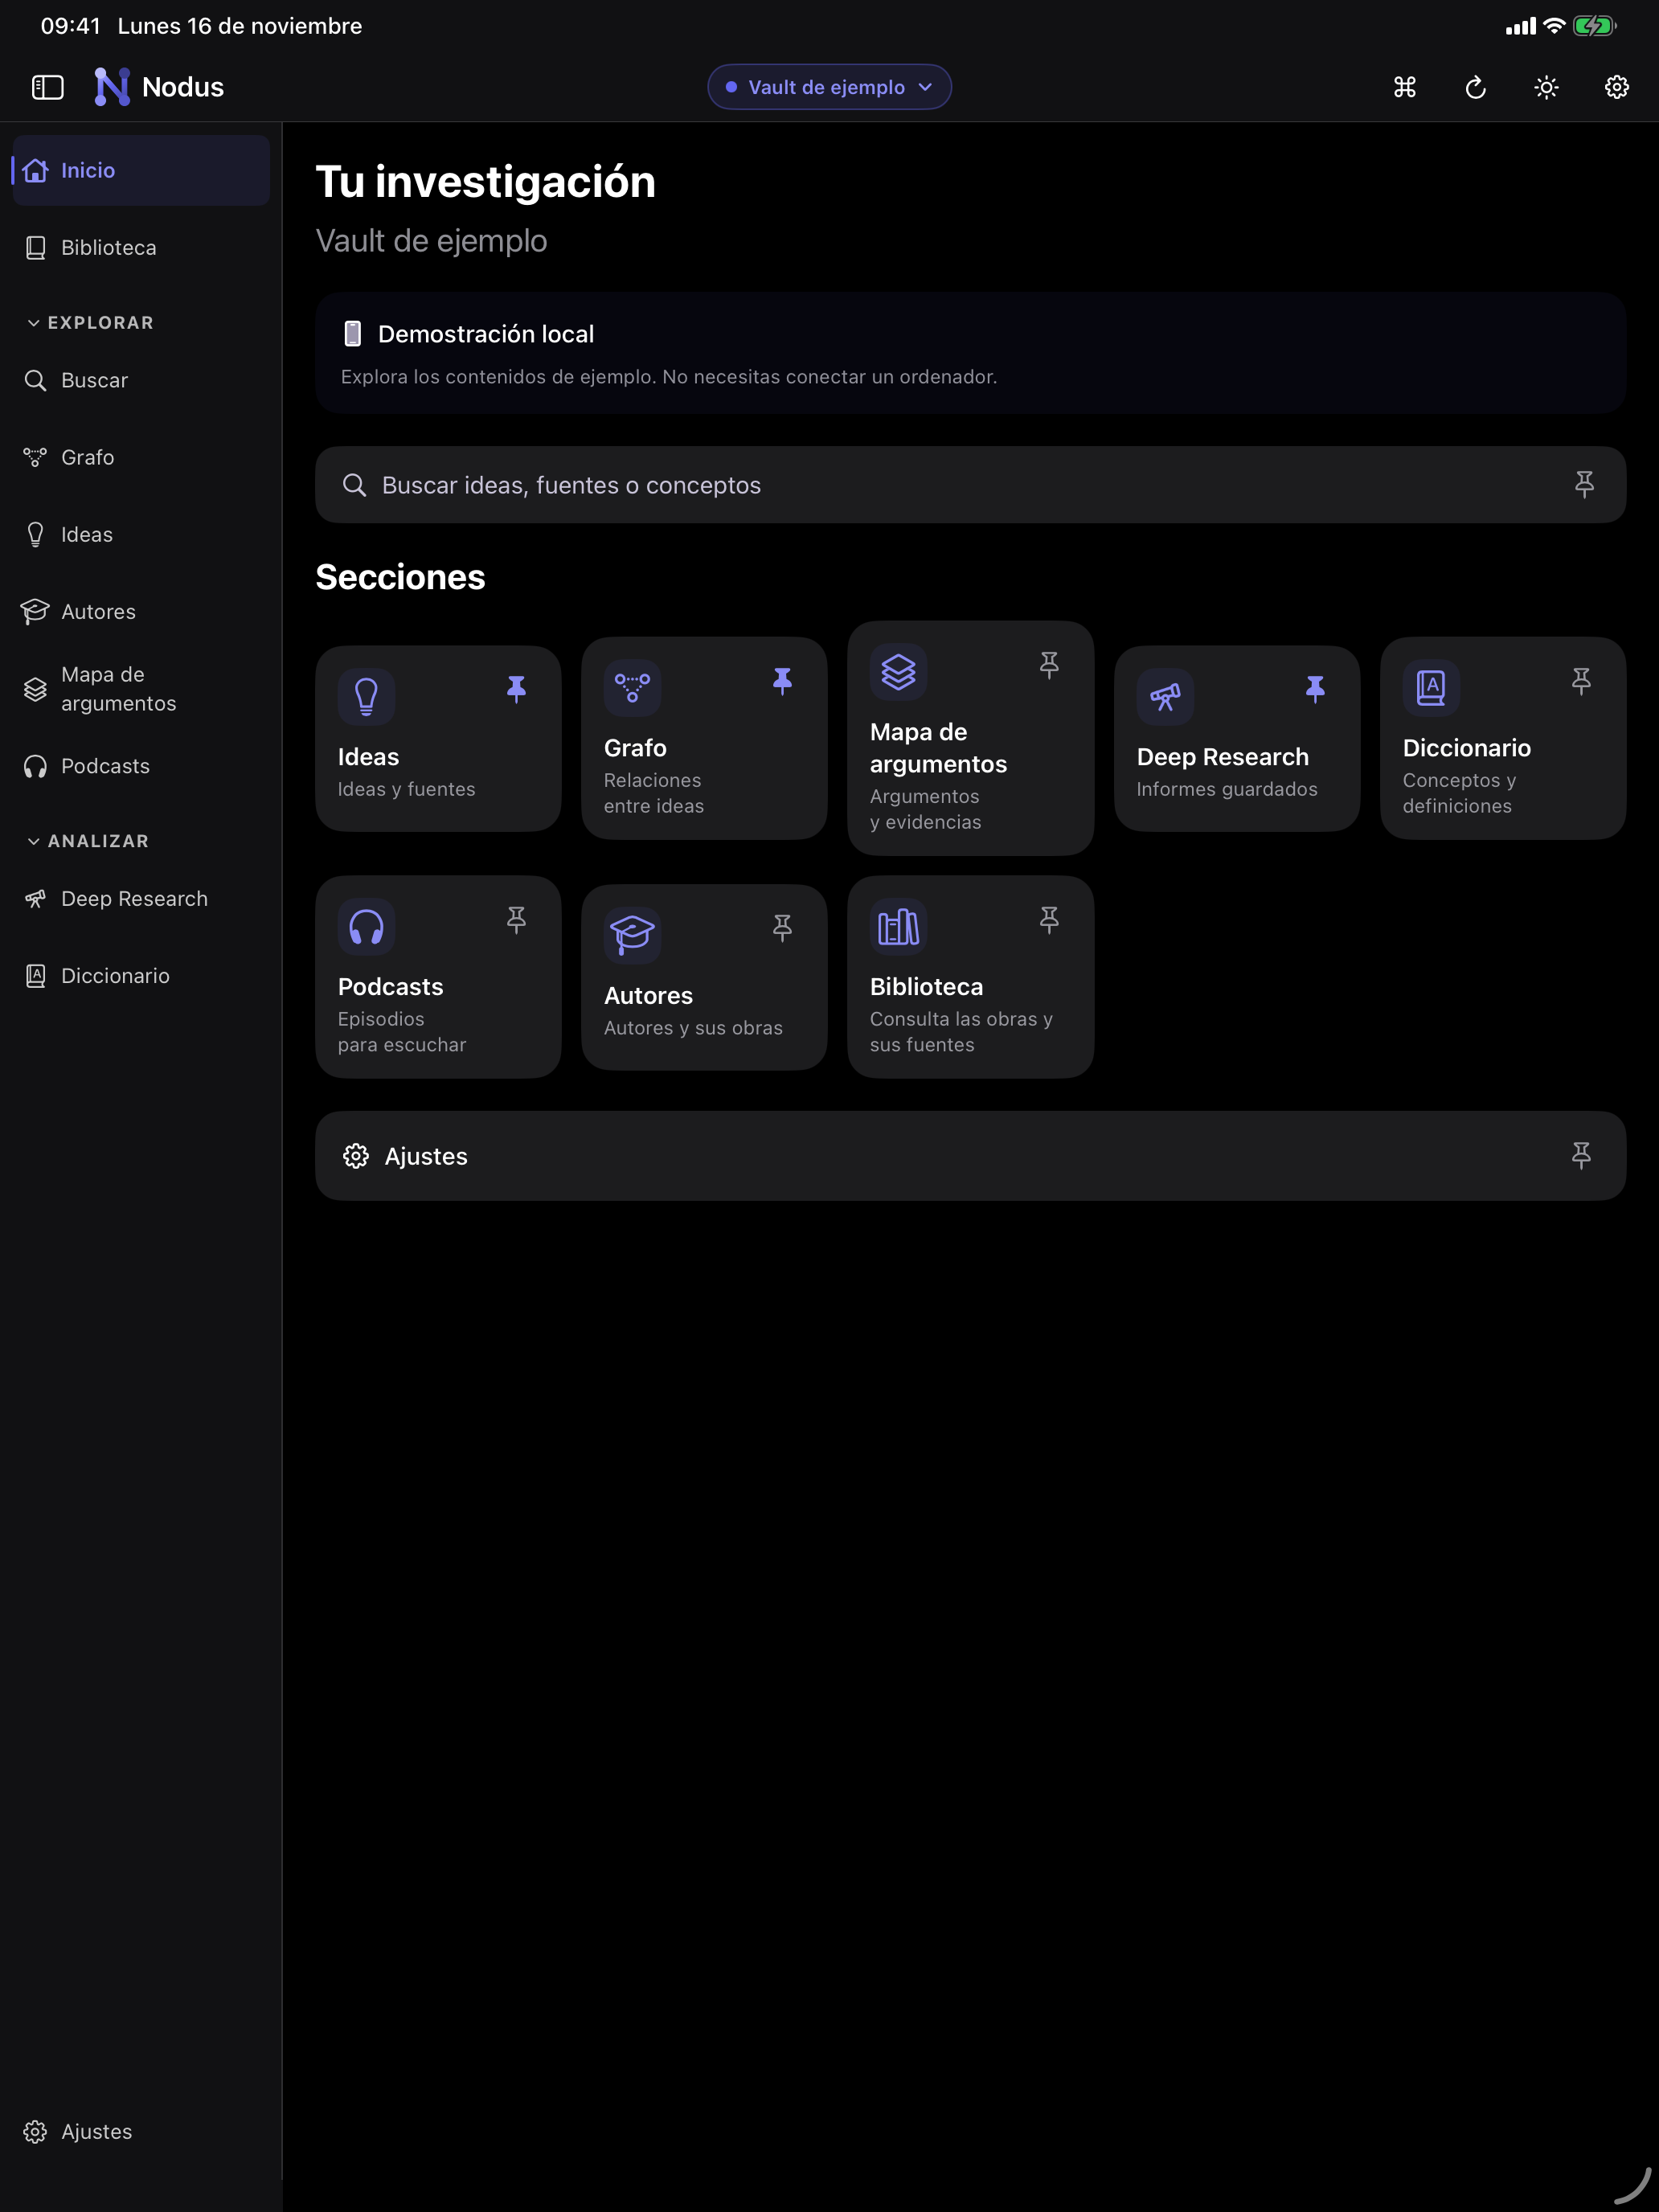 09:41 Lunes 16 de noviembre
Nodus
Vault de ejemplo
Inicio
Biblioteca
EXPLORAR
Buscar
Grafo
Ideas
Autores
Mapa de
argumentos
Podcasts
ANALIZAR
Deep Research
Diccionario
Ajustes
Tu investigación
Vault de ejemplo
Demostración local
Explora los contenidos de ejemplo. No necesitas conectar un ordenador.
Buscar ideas, fuentes o conceptos
Secciones
Ideas
Ideas y fuentes
Grafo
Relaciones
entre ideas
Mapa de
argumentos
Argumentos
y evidencias
Deep Research
Informes guardados
Diccionario
Conceptos y
definiciones
Podcasts
Episodios
para escuchar
Autores
Autores y sus obras
Biblioteca
Consulta las obras y
sus fuentes
Ajustes